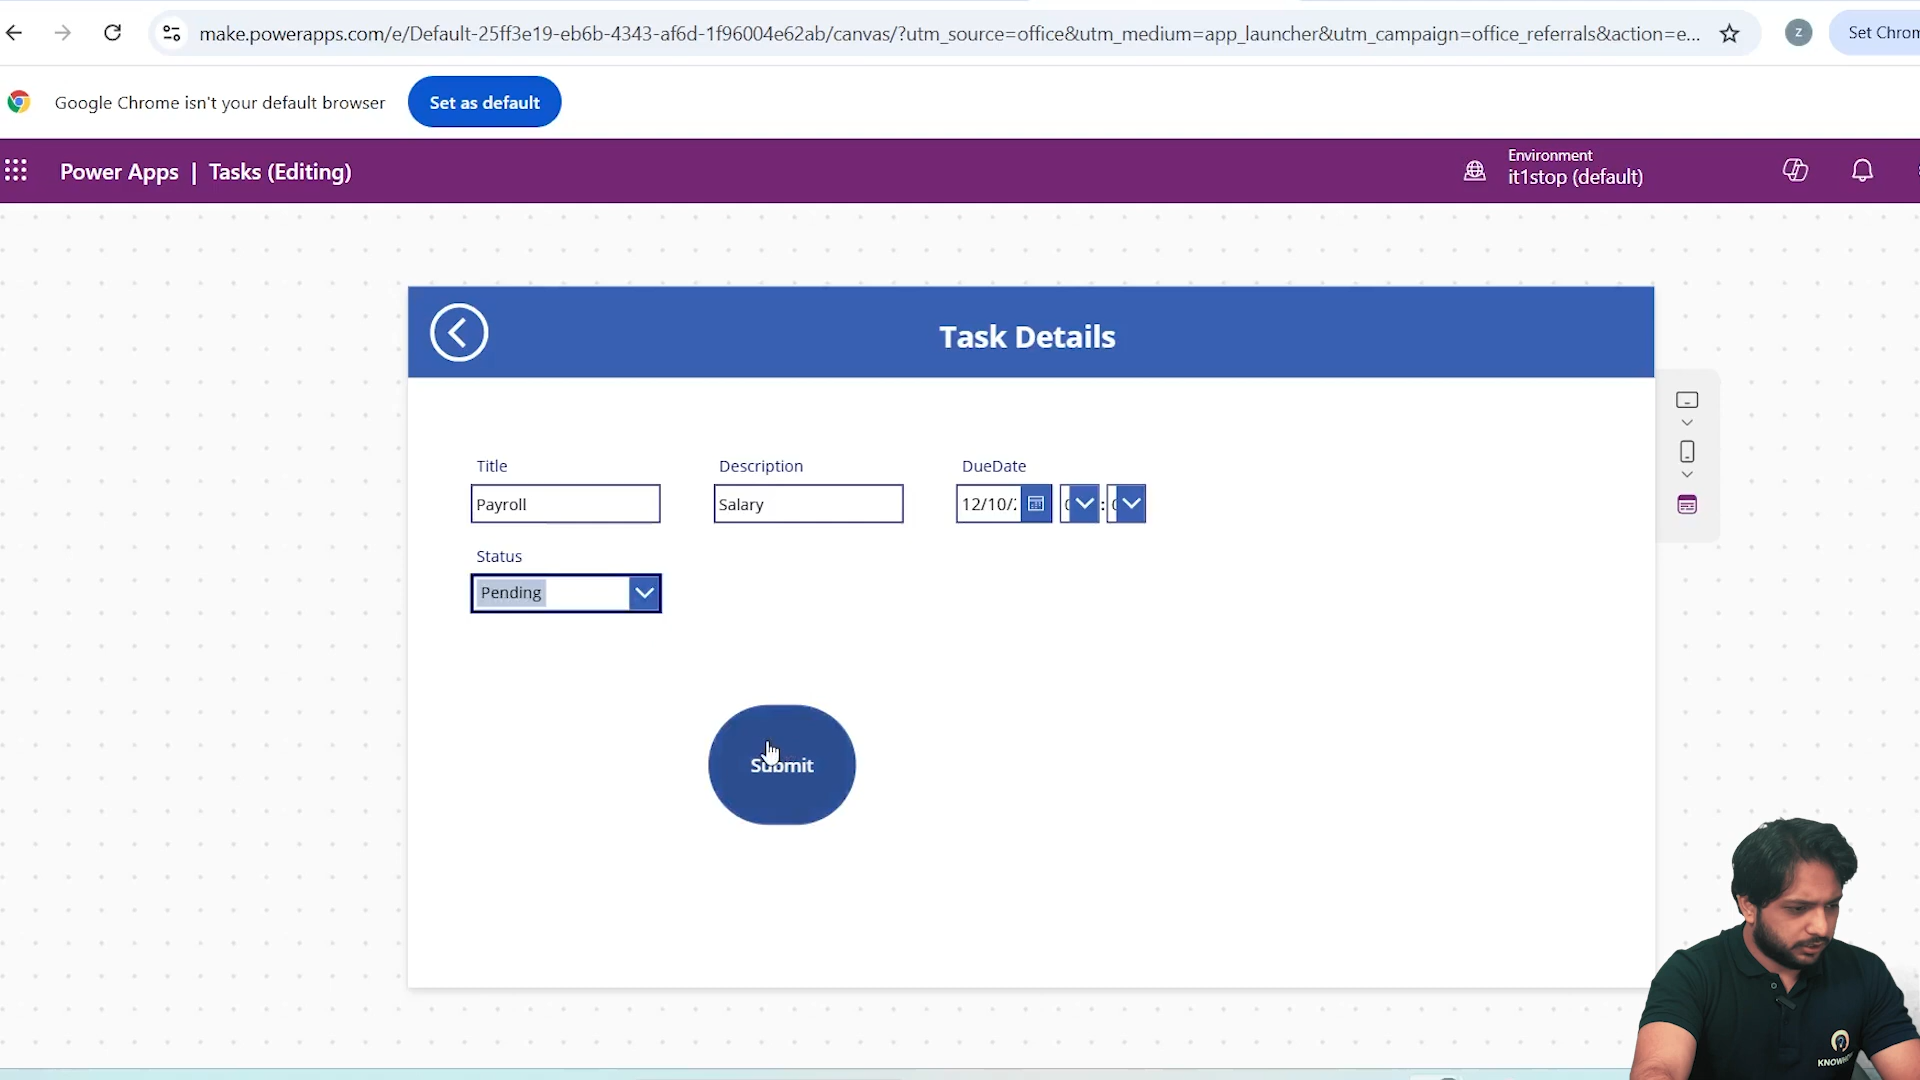 make.powerapps.com/e/Default-25ff3e19-eb6b-4343-af6d-1f96004e62ab/canvas/?utm_source=office&utm_medium=app_launcher&utm_campaign=office_referrals&action=e...
Z
Set Chrom
Google Chrome isn't your default browser
Set as default
Power Apps | Tasks (Editing)
Environment
it1stop (default)
Task Details
Title
Description
DueDate
Payroll
Salary
12/10/
:
Status
Pending
Submit